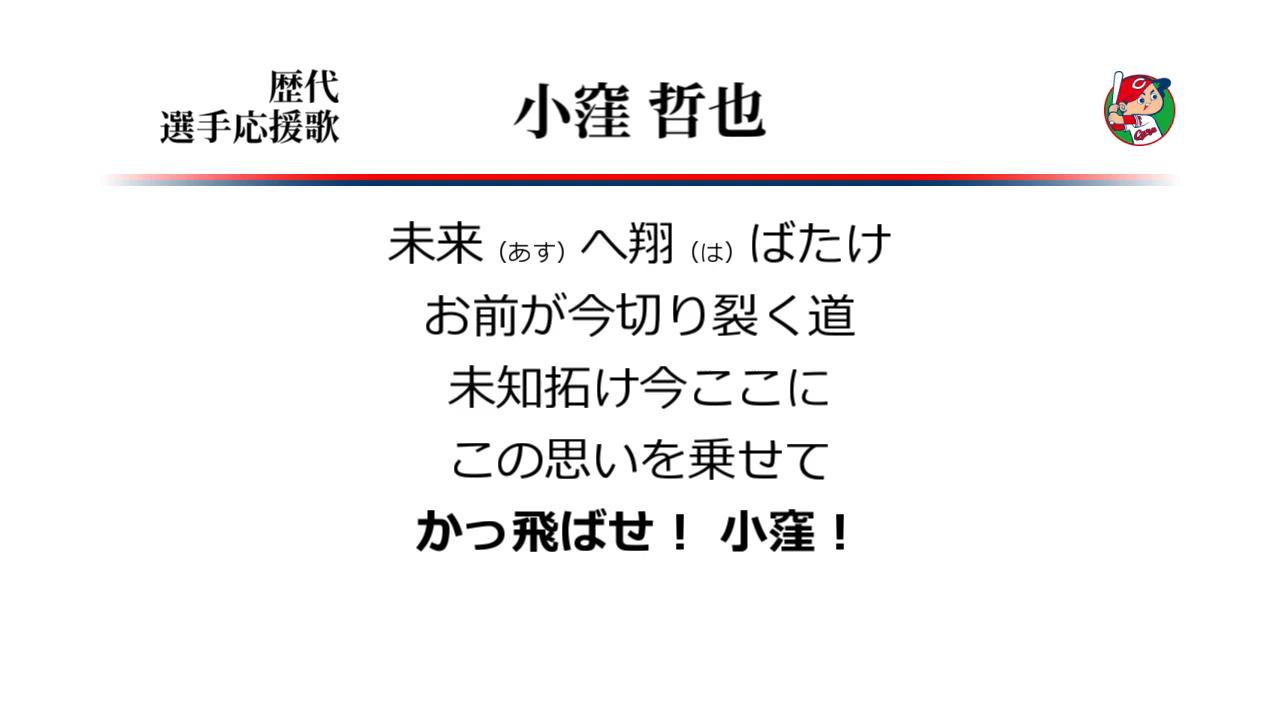 歴代
選手応援歌
小窪 哲也
未来（あす）へ翔（は）ばたけ
お前が今切り裂く道
未知拓け今ここに
この思いを乗せて
かっ飛ばせ！ 小窪！